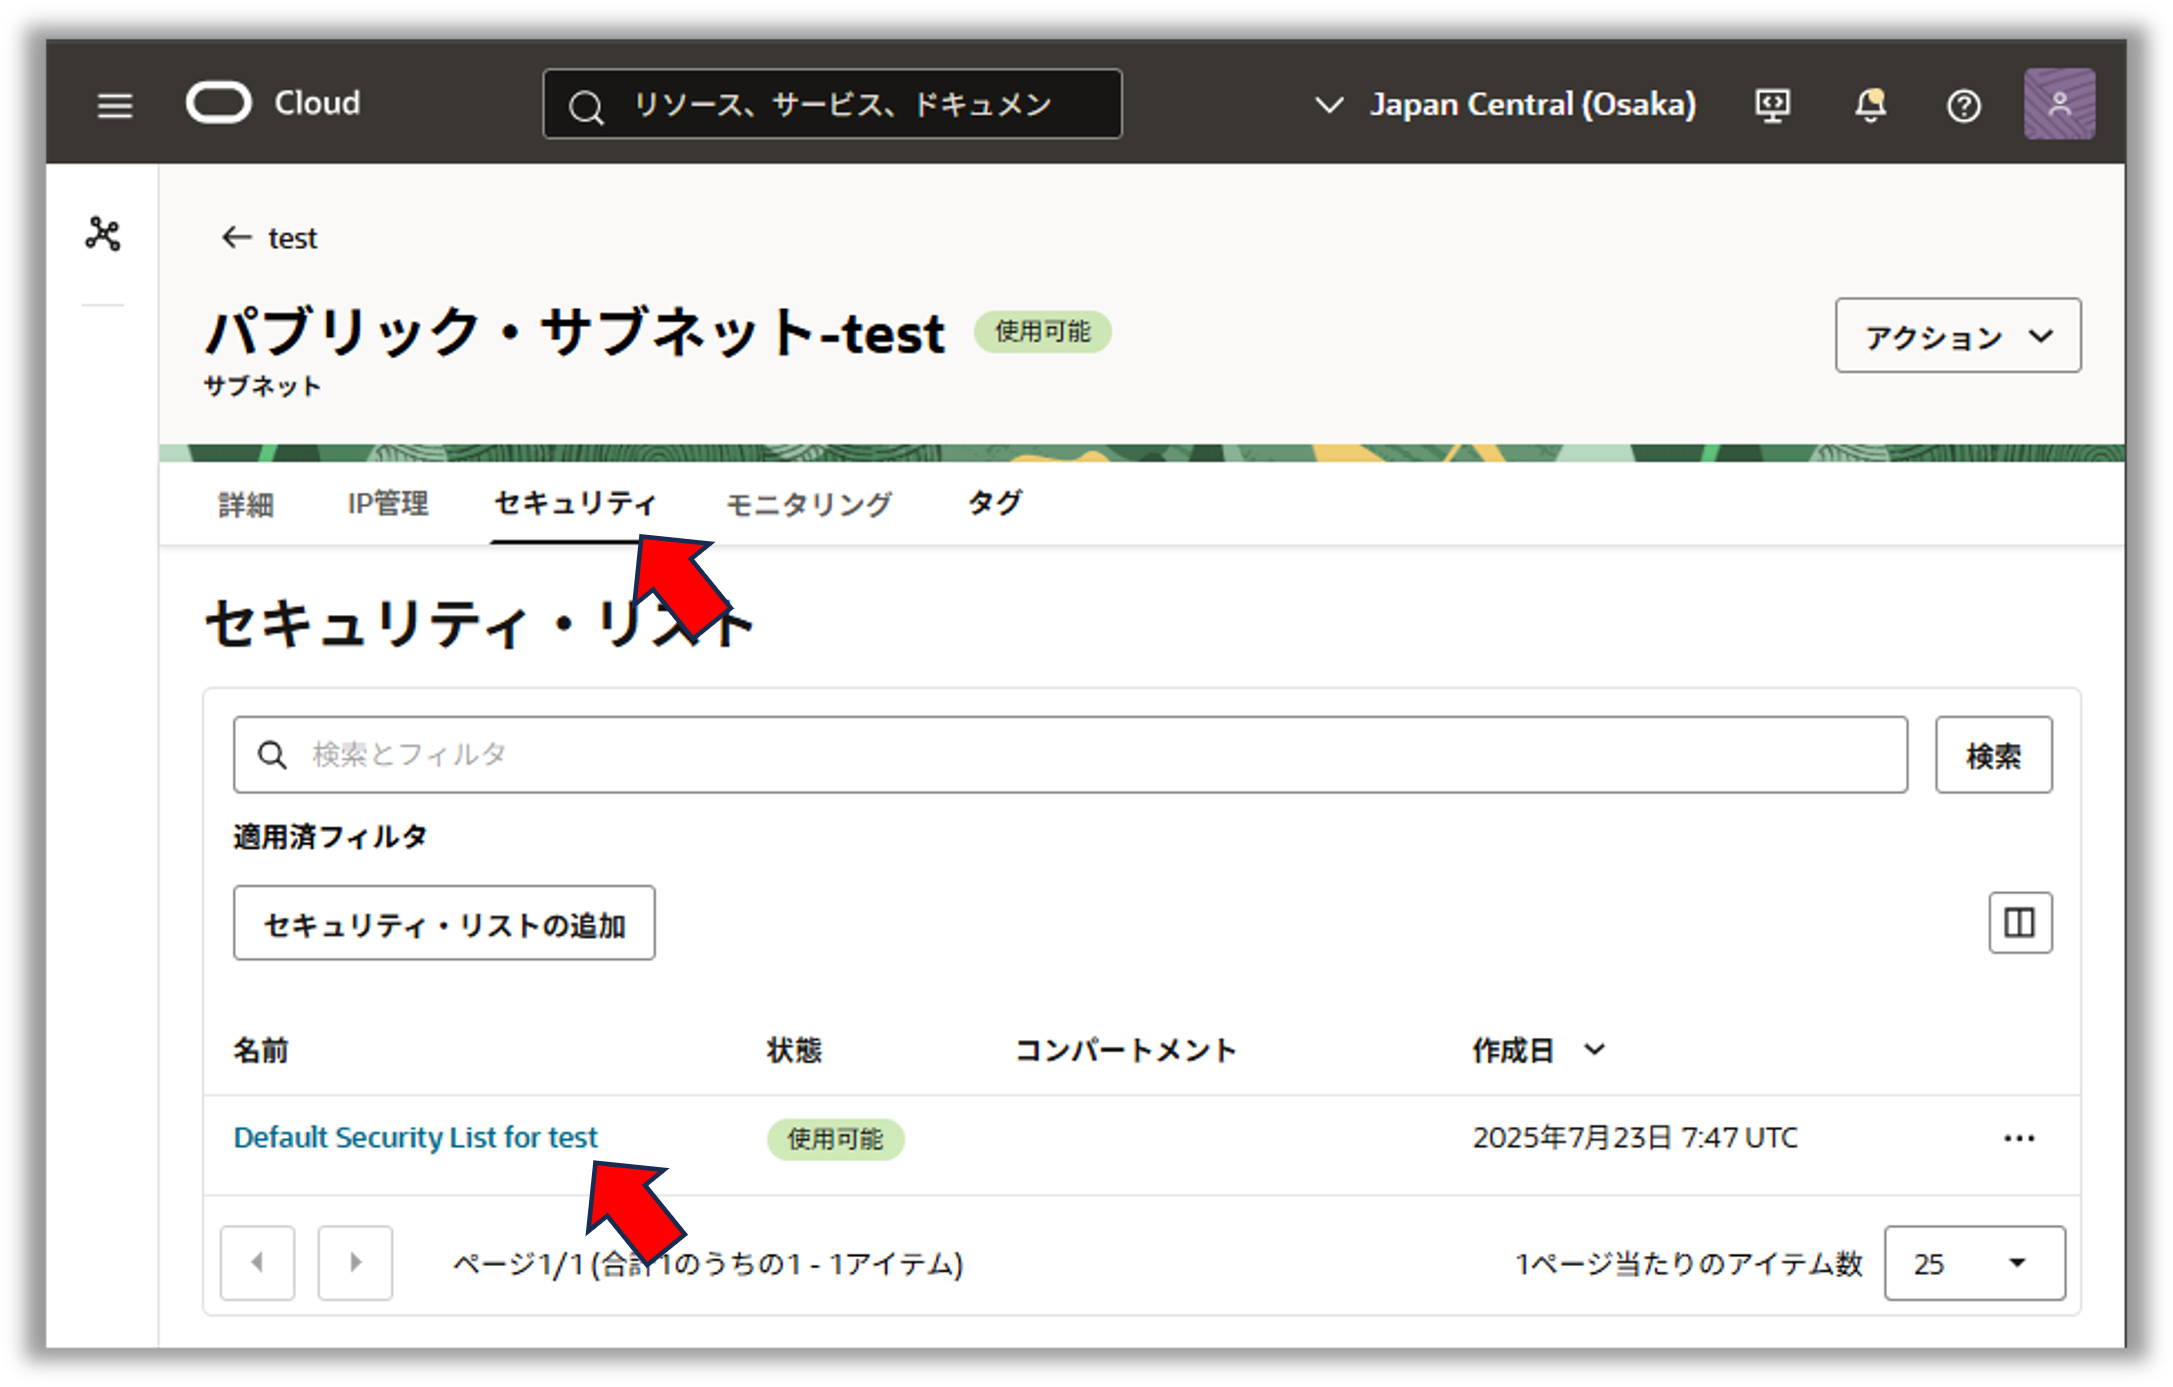 Cloud
リソース、サービス、ドキュメン
Japan Central (Osaka)
← test
パブリック・サブネット-test 使用可能
サブネット
アクション
詳細 IP管理 セキュリティ モニタリング タグ
セキュリティ・リスト
検索とフィルタ
検索
適用済フィルタ
セキュリティ・リストの追加
名前 状態 コンパートメント 作成日
Default Security List for test 使用可能 2025年7月23日 7:47 UTC
ページ1/1 (合計1のうちの1 - 1アイテム) 1ページ当たりのアイテム数 25